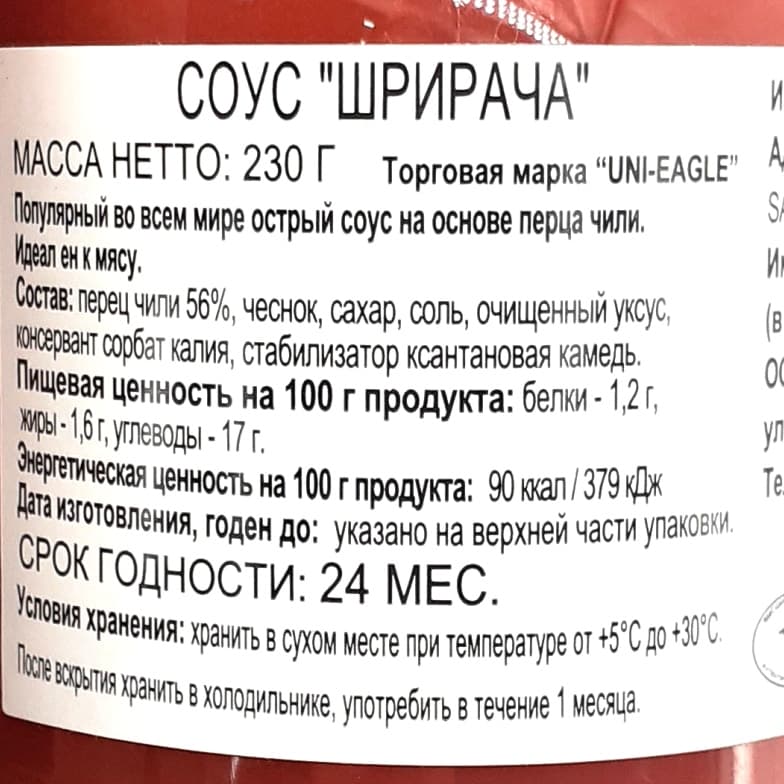 СОУС "ШРИРАЧА"
МАССА НЕТТО: 230 Г Торговая марка “UNI-EAGLE”
Популярный во всем мире острый соус на основе перца чили.
Идеал ен к мясу.
Состав: перец чили 56%, чеснок, сахар, соль, очищенный уксус,
консервант сорбат калия, стабилизатор ксантановая камедь.
Пищевая ценность на 100 г продукта: белки - 1,2 г,
жиры - 1,6 г, углеводы - 17 г.
Энергетическая ценность на 100 г продукта: 90 ккал / 379 кДж
Дата изготовления, годен до: указано на верхней части упаковки.
СРОК ГОДНОСТИ: 24 МЕС.
Условия хранения: хранить в сухом месте при температуре от +5°C до +30°C.
После вскрытия хранить в холодильнике, употребить в течение 1 месяца.